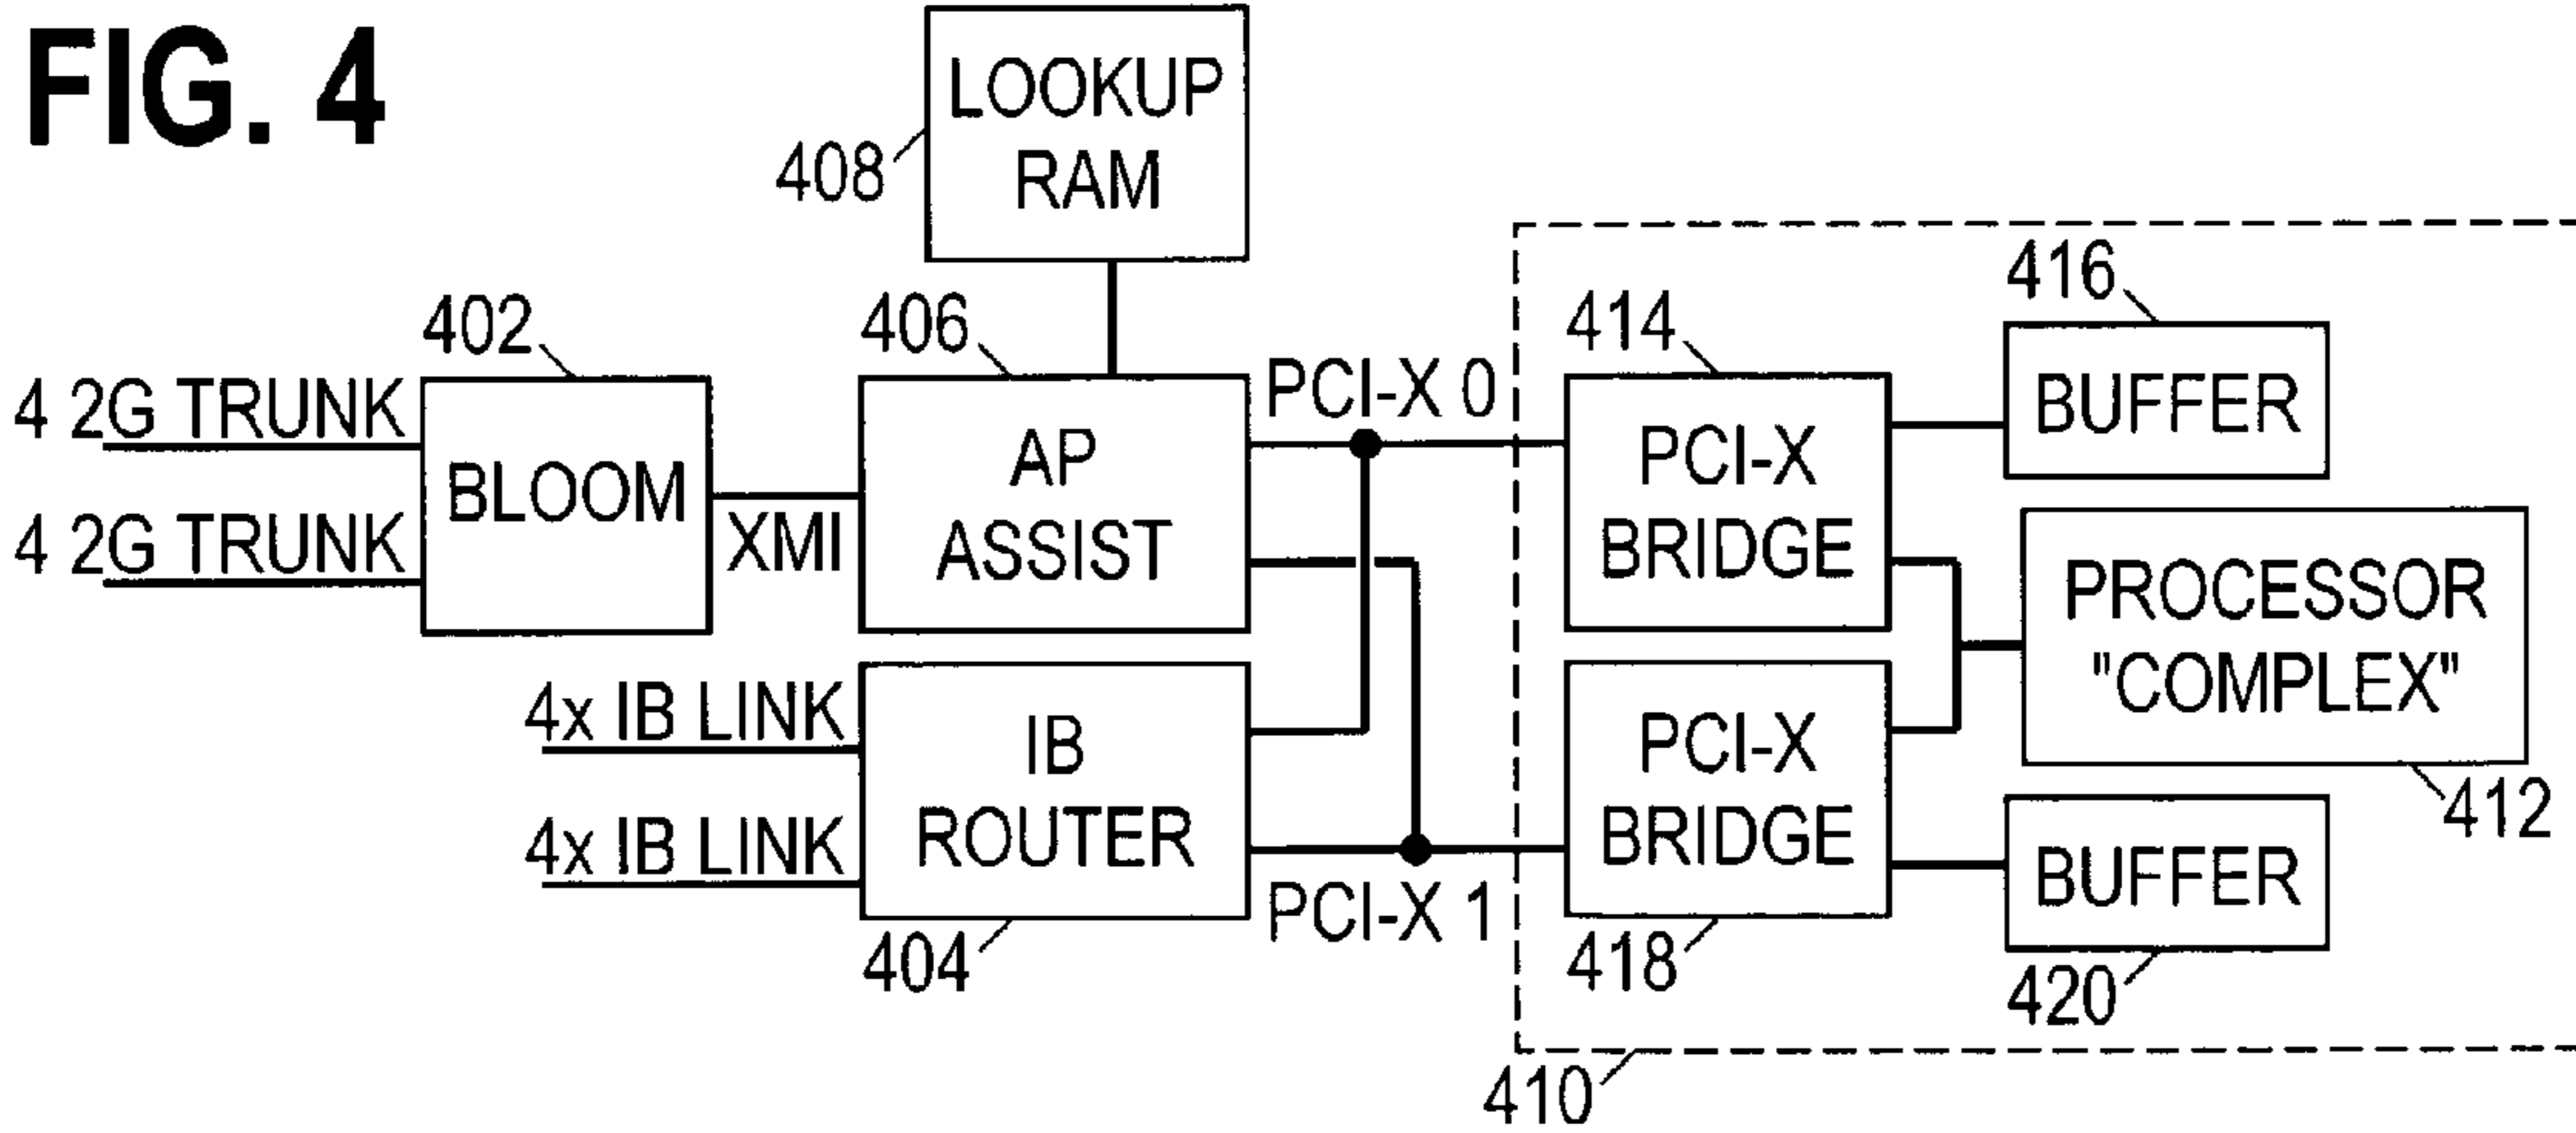 FIG. 4
LOOKUP
RAM
408
416
402
406
414
PCI-X 0
4 2G TRUNK
BUFFER
BLOOM
AP
ASSIST
PCI-X
BRIDGE
4 2G TRUNK
XMI
PROCESSOR
"COMPLEX"
4x IB LINK
IB
ROUTER
PCI-X
BRIDGE
412
4x IB LINK
BUFFER
PCI-X 1
404
418
420
410